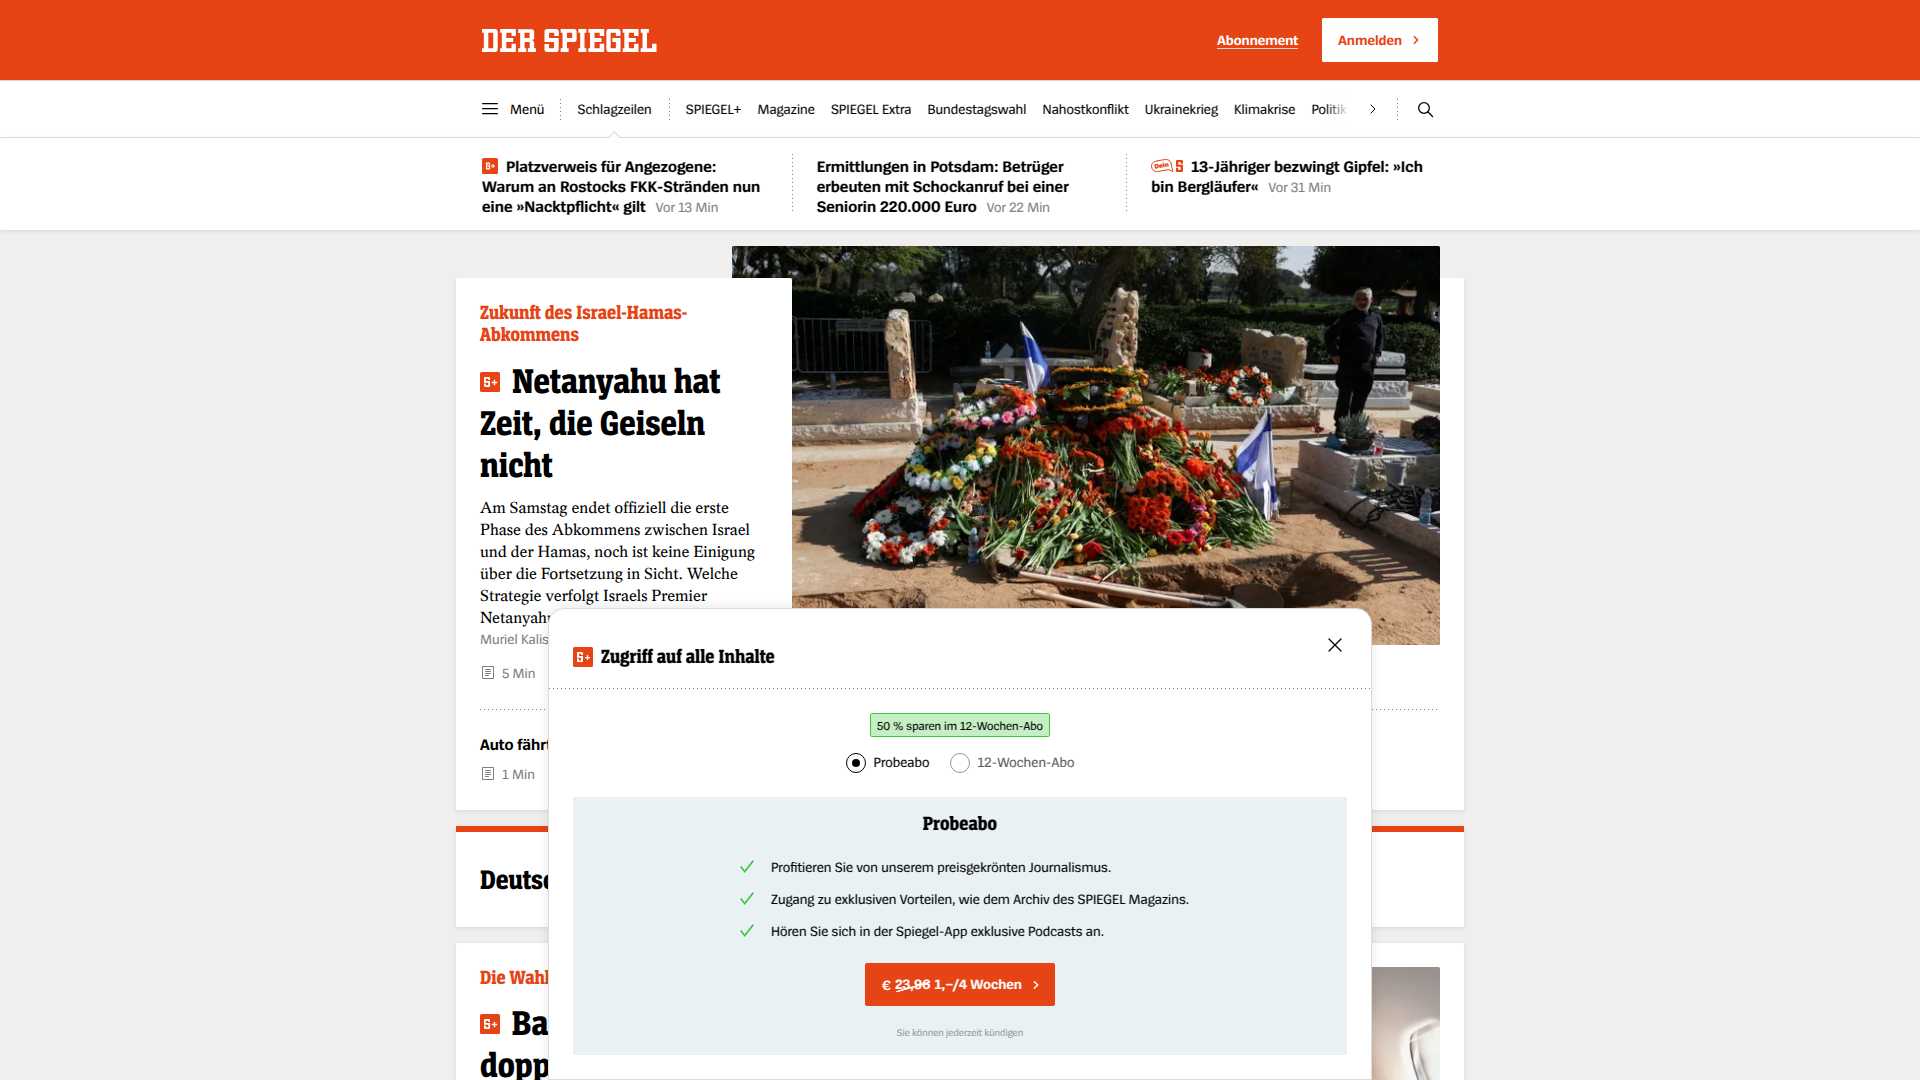 DER SPIEGEL
Abonnement
Anmelden
Menü
Schlagzeilen
SPIEGEL+
Magazine
SPIEGEL Extra
Bundestagswahl
Nahostkonflikt
Ukrainekrieg
Klimakrise
Politik
Platzverweis für Angezogene:
Warum an Rostocks FKK-Stränden nun
eine »Nacktpflicht« gilt Vor 13 Min
Ermittlungen in Potsdam: Betrüger
erbeuten mit Schockanruf bei einer
Seniorin 220.000 Euro Vor 22 Min
Dein S 13-Jähriger bezwingt Gipfel: »Ich
bin Bergläufer« Vor 31 Min
Zukunft des Israel-Hamas-
Abkommens
S+ Netanyahu hat
Zeit, die Geiseln
nicht
Am Samstag endet offiziell die erste
Phase des Abkommens zwischen Israel
und der Hamas, noch ist keine Einigung
über die Fortsetzung in Sicht. Welche
Strategie verfolgt Israels Premier
Netanyahu
Muriel Kalis
5 Min
Auto fährt
1 Min
Deutsc
Die Wahl
S+ Ba
dopp
S+ Zugriff auf alle Inhalte
50 % sparen im 12-Wochen-Abo
Probeabo
12-Wochen-Abo
Probeabo
Profitieren Sie von unserem preisgekrönten Journalismus.
Zugang zu exklusiven Vorteilen, wie dem Archiv des SPIEGEL Magazins.
Hören Sie sich in der Spiegel-App exklusive Podcasts an.
€ 23,96 1,–/4 Wochen
Sie können jederzeit kündigen